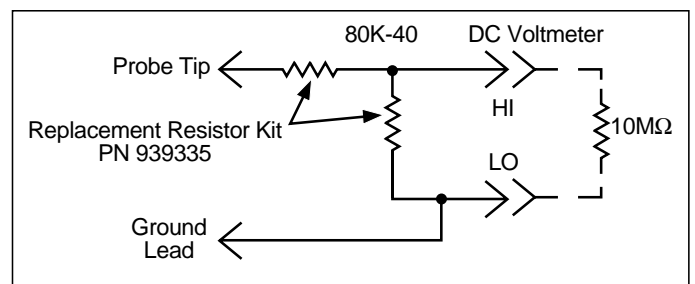 80K-40
DC Voltmeter
Probe Tip
HI
Replacement Resistor Kit
PN 939335
10MΩ
LO
Ground
Lead